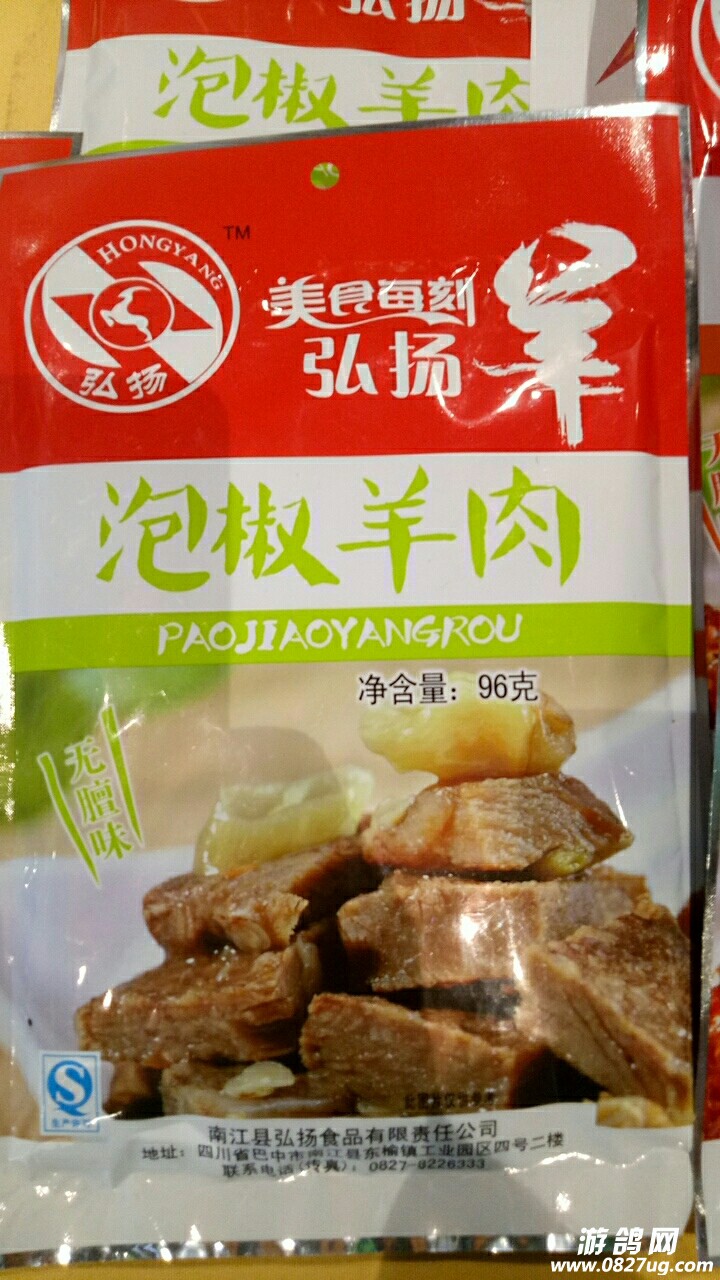 弘扬
泡椒羊肉
HONGYANG
弘扬
TM
美食每刻
弘扬
羊
泡椒羊肉
PAOJIAOYANGROU
净含量：96克
无膻味
南江县弘扬食品有限责任公司
地址：四川省巴中市南江县东榆镇工业园区四号二楼
联系电话(传真)：0827-8226333
游鸽网
www.0827ug.com